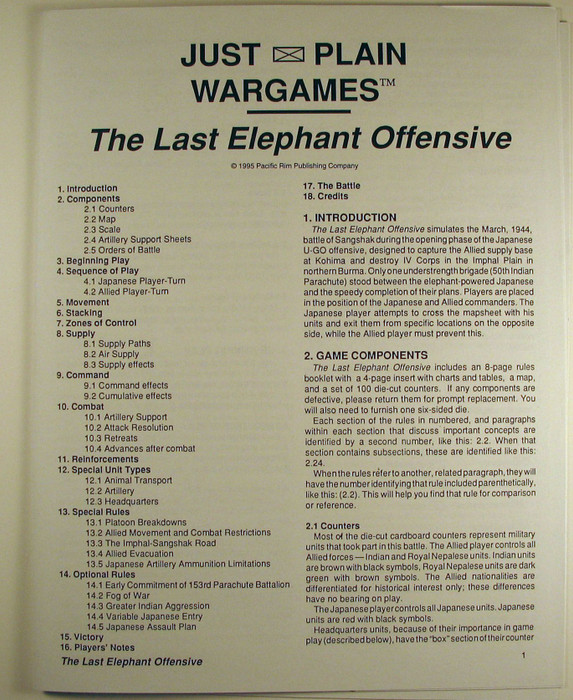 JUST PLAIN
WARGAMES™
The Last Elephant Offensive
© 1995 Pacific Rim Publishing Company
1. Introduction
2. Components
2.1 Counters
2.2 Map
2.3 Scale
2.4 Artillery Support Sheets
2.5 Orders of Battle
3. Beginning Play
4. Sequence of Play
4.1 Japanese Player-Turn
4.2 Allied Player-Turn
5. Movement
6. Stacking
7. Zones of Control
8. Supply
8.1 Supply Paths
8.2 Air Supply
8.3 Supply effects
9. Command
9.1 Command effects
9.2 Cumulative effects
10. Combat
10.1 Artillery Support
10.2 Attack Resolution
10.3 Retreats
10.4 Advances after combat
11. Reinforcements
12. Special Unit Types
12.1 Animal Transport
12.2 Artillery
12.3 Headquarters
13. Special Rules
13.1 Platoon Breakdowns
13.2 Allied Movement and Combat Restrictions
13.3 The Imphal-Sangshak Road
13.4 Allied Evacuation
13.5 Japanese Artillery Ammunition Limitations
14. Optional Rules
14.1 Early Commitment of 153rd Parachute Battalion
14.2 Fog of War
14.3 Greater Indian Aggression
14.4 Variable Japanese Entry
14.5 Japanese Assault Plan
15. Victory
16. Players' Notes
17. The Battle
18. Credits
1. INTRODUCTION
The Last Elephant Offensive simulates the March, 1944,
battle of Sangshak during the opening phase of the Japanese
U-GO offensive, designed to capture the Allied supply base
at Kohima and destroy IV Corps in the Imphal Plain in
northern Burma. Only one understrength brigade (50th Indian
Parachute) stood between the elephant-powered Japanese
and the speedy completion of their plans. Players are placed
in the position of the Japanese and Allied commanders. The
Japanese player attempts to cross the mapsheet with his
units and exit them from specific locations on the opposite
side, while the Allied player must prevent this.
2. GAME COMPONENTS
The Last Elephant Offensive includes an 8-page rules
booklet with a 4-page insert with charts and tables, a map,
and a set of 100 die-cut counters. If any components are
defective, please return them for prompt replacement. You
will also need to furnish one six-sided die.
Each section of the rules in numbered, and paragraphs
within each section that discuss important concepts are
identified by a second number, like this: 2.2. When that
section contains subsections, these are identified like this:
2.24.
When the rules refer to another, related paragraph, they will
have the number identifying that rule included parenthetically,
like this: (2.2). This will help you find that rule for comparison
or reference.
2.1 Counters
Most of the die-cut cardboard counters represent military
units that took part in this battle. The Allied player controls all
Allied forces — Indian and Royal Nepalese units. Indian units
are brown with black symbols, Royal Nepalese units are dark
green with brown symbols. The Allied nationalities are
differentiated for historical interest only; these differences
have no bearing on play.
The Japanese player controls all Japanese units. Japanese
units are red with black symbols.
Headquarters units, because of their importance in game
play (described below), have the "box" section of their counter
The Last Elephant Offensive
1